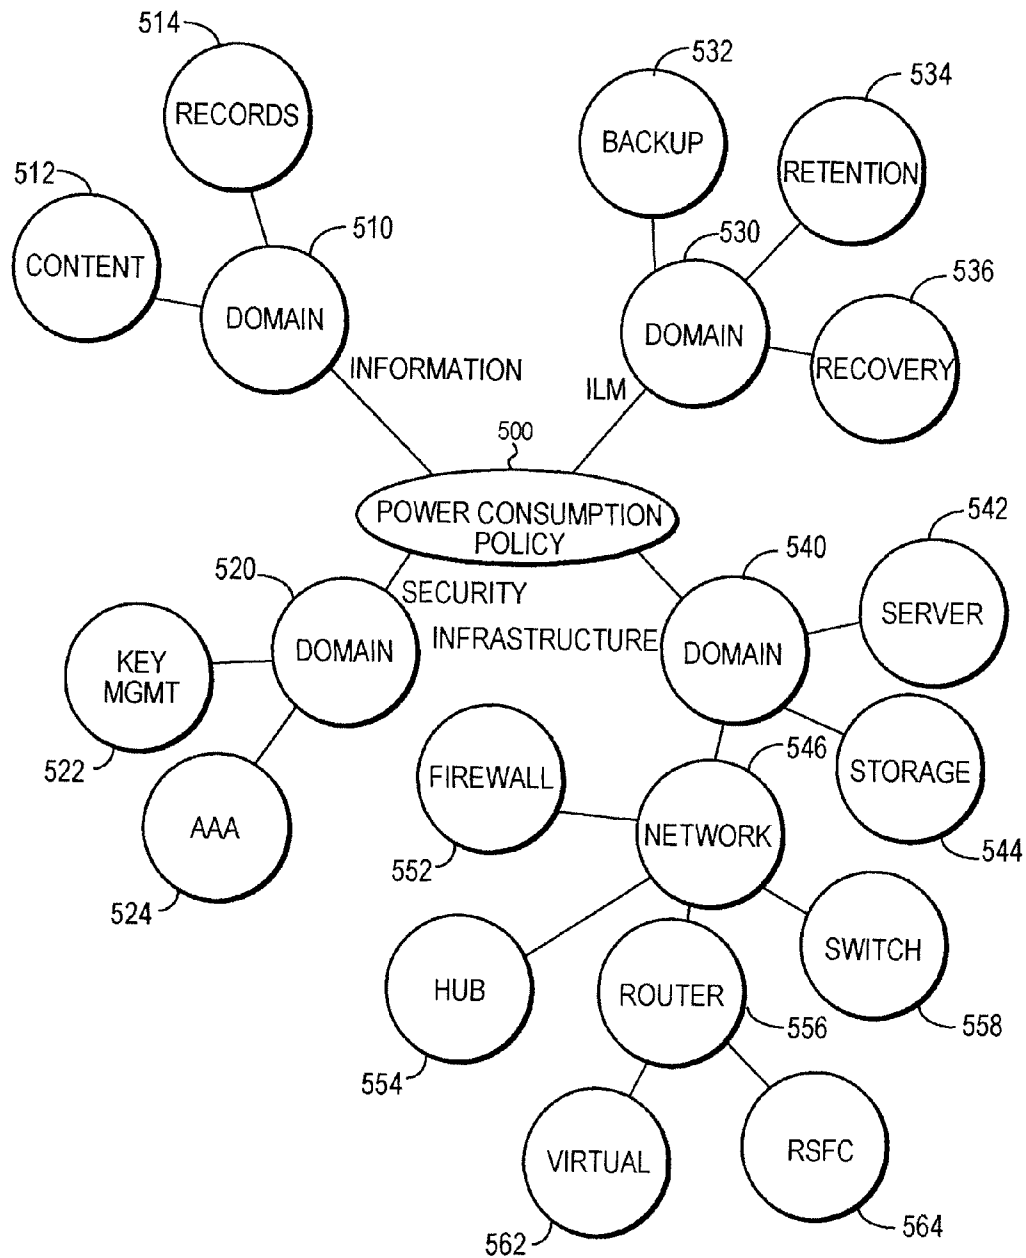 514
RECORDS
512
CONTENT
510
DOMAIN
INFORMATION
532
BACKUP
534
RETENTION
530
DOMAIN
536
RECOVERY
ILM
500
POWER CONSUMPTION
POLICY
520
SECURITY
DOMAIN
KEY
MGMT
522
AAA
524
540
INFRASTRUCTURE
DOMAIN
542
SERVER
STORAGE
544
546
NETWORK
FIREWALL
552
HUB
554
ROUTER
556
SWITCH
558
VIRTUAL
562
RSFC
564